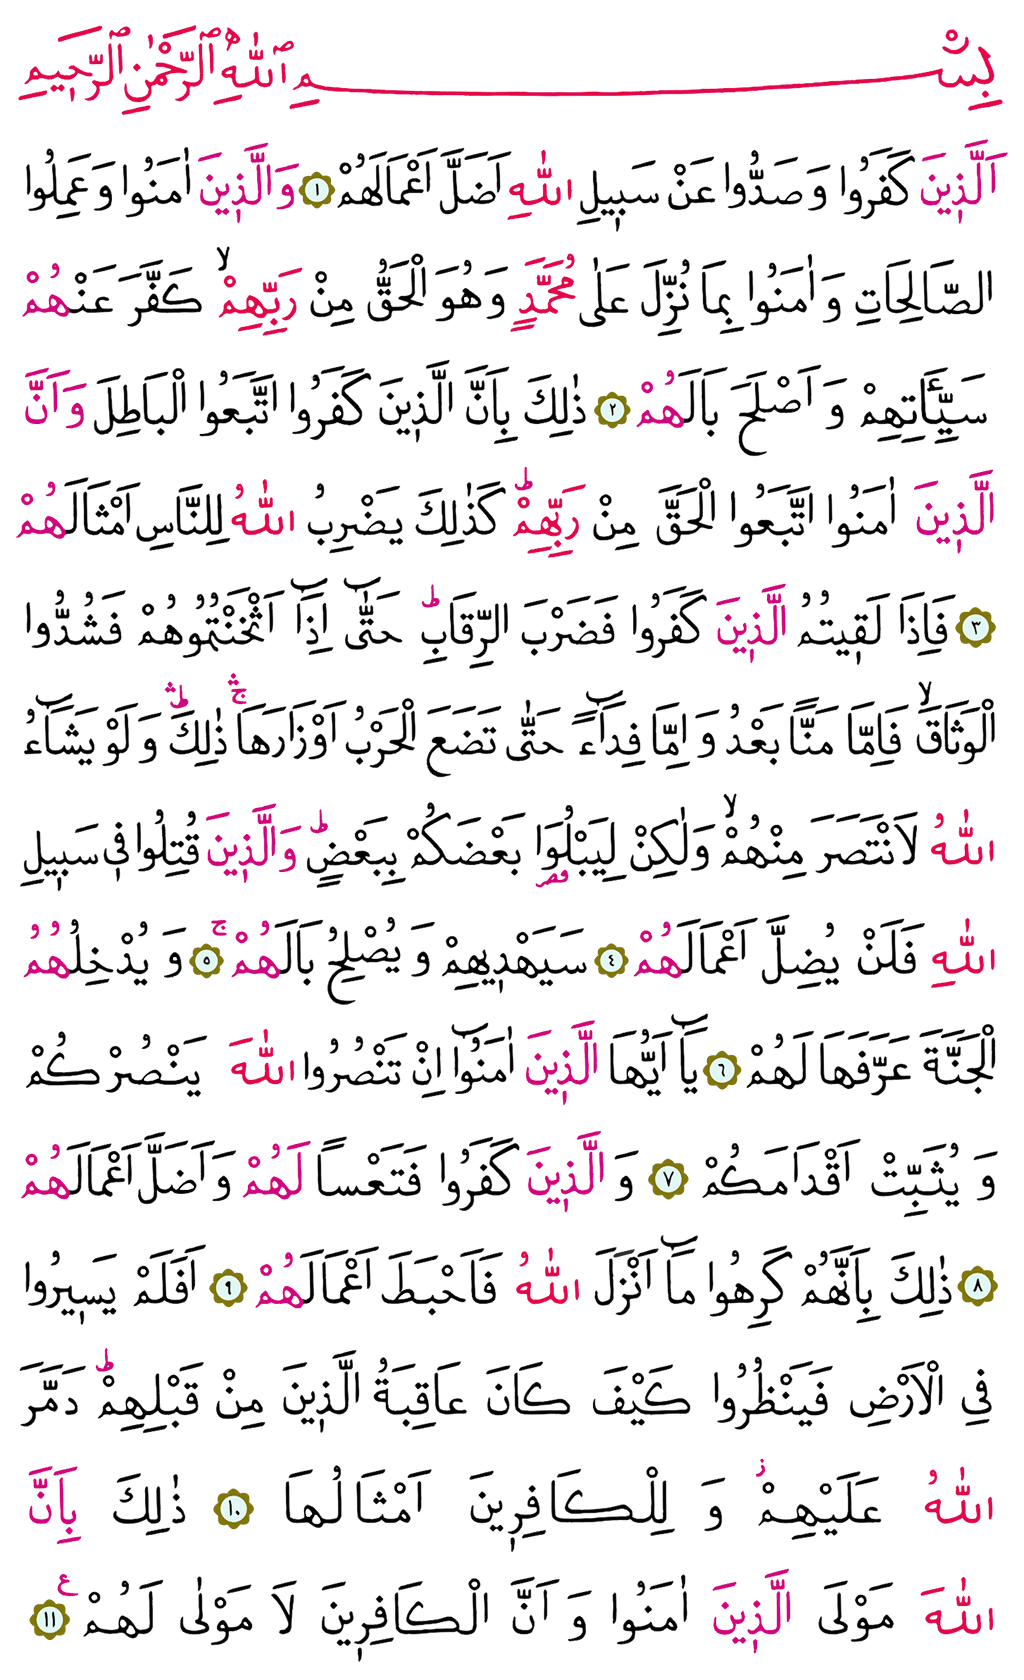 بِسْمِ اللّٰهِ الرَّحْمٰنِ الرَّحٖيمِ
اَلَّذٖينَ كَفَرُوا وَصَدُّوا عَنْ سَبٖيلِ اللّٰهِ اَضَلَّ اَعْمَالَهُمْ ﴿١﴾ وَالَّذٖينَ اٰمَنُوا وَعَمِلُوا
الصَّالِحَاتِ وَاٰمَنُوا بِمَا نُزِّلَ عَلٰى مُحَمَّدٍ وَهُوَ الْحَقُّ مِنْ رَبِّهِمْۙ كَفَّرَ عَنْهُمْ
سَيِّـَٔاتِهِمْ وَاَصْلَحَ بَالَهُمْ ﴿٢﴾ ذٰلِكَ بِاَنَّ الَّذٖينَ كَفَرُوا اتَّبَعُوا الْبَاطِلَ وَاَنَّ
الَّذٖينَ اٰمَنُوا اتَّبَعُوا الْحَقَّ مِنْ رَبِّهِمْؕ كَذٰلِكَ يَضْرِبُ اللّٰهُ لِلنَّاسِ اَمْثَالَهُمْ
﴿٣﴾ فَاِذَا لَقٖيتُمُ الَّذٖينَ كَفَرُوا فَضَرْبَ الرِّقَابِؕ حَتّٰٓى اِذَٓا اَثْخَنْتُمُوهُمْ فَشُدُّوا
الْوَثَاقَۙ فَاِمَّا مَنًّا بَعْدُ وَاِمَّا فِدَٓاءً حَتّٰى تَضَعَ الْحَرْبُ اَوْزَارَهَاۚۛ ذٰلِكَؕۛ وَلَوْ يَشَٓاءُ
اللّٰهُ لَانْتَصَرَ مِنْهُمْۙ وَلٰكِنْ لِيَبْلُوَا۬ بَعْضَكُمْ بِبَعْضٍؕ وَالَّذٖينَ قُتِلُوا فٖي سَبٖيلِ
اللّٰهِ فَلَنْ يُضِلَّ اَعْمَالَهُمْ ﴿٤﴾ سَيَهْدٖيهِمْ وَيُصْلِحُ بَالَهُمْۚ ﴿٥﴾ وَيُدْخِلُهُمُ
الْجَنَّةَ عَرَّفَهَا لَهُمْ ﴿٦﴾ يَٓا اَيُّهَا الَّذٖينَ اٰمَنُٓوا اِنْ تَنْصُرُوا اللّٰهَ يَنْصُرْكُمْ
وَيُثَبِّتْ اَقْدَامَكُمْ ﴿٧﴾ وَالَّذٖينَ كَفَرُوا فَتَعْساً لَهُمْ وَاَضَلَّ اَعْمَالَهُمْ
﴿٨﴾ ذٰلِكَ بِاَنَّهُمْ كَرِهُوا مَٓا اَنْزَلَ اللّٰهُ فَاَحْبَطَ اَعْمَالَهُمْ ﴿٩﴾ اَفَلَمْ يَسٖيرُوا
فِي الْاَرْضِ فَيَنْظُرُوا كَيْفَ كَانَ عَاقِبَةُ الَّذٖينَ مِنْ قَبْلِهِمْؕ دَمَّرَ
اللّٰهُ عَلَيْهِمْؗ وَلِلْكَافِرٖينَ اَمْثَالُهَا ﴿١٠﴾ ذٰلِكَ بِاَنَّ
اللّٰهَ مَوْلَى الَّذٖينَ اٰمَنُوا وَاَنَّ الْكَافِرٖينَ لَا مَوْلٰى لَهُمْ ﴿١١﴾ ع